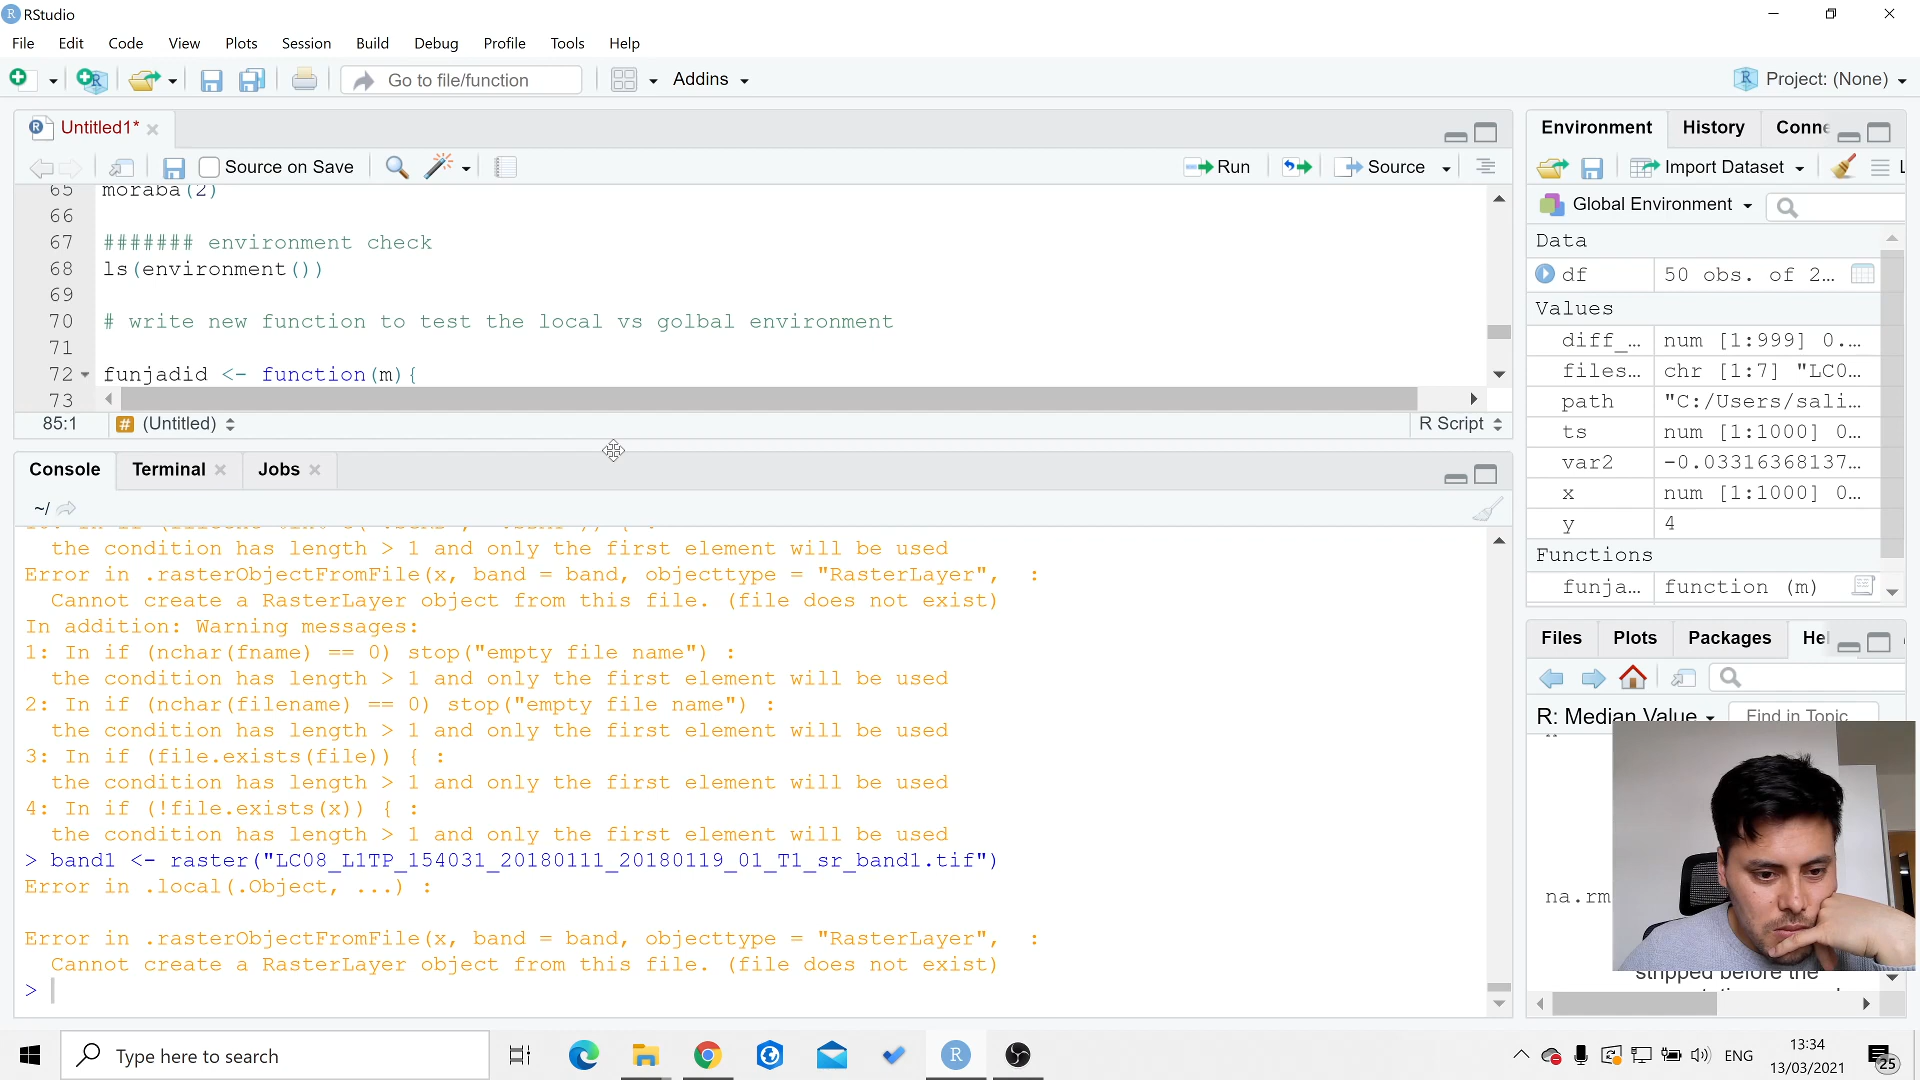 RStudio
File Edit Code View Plots Session Build Debug Profile Tools Help
Go to file/function Addins Project: (None)
Untitled1*
Source on Save Run Source
65 moraba(2)
66
67 ####### environment check
68 ls(environment())
69
70 # write new function to test the local vs golbal environment
71
72 funjadid <- function(m){
73
85:1 (Untitled) R Script
Console Terminal Jobs
~/
the condition has length > 1 and only the first element will be used
Error in .rasterObjectFromFile(x, band = band, objecttype = "RasterLayer",  :
Cannot create a RasterLayer object from this file. (file does not exist)
In addition: Warning messages:
1: In if (nchar(fname) == 0) stop("empty file name") :
the condition has length > 1 and only the first element will be used
2: In if (nchar(filename) == 0) stop("empty file name") :
the condition has length > 1 and only the first element will be used
3: In if (file.exists(file)) { :
the condition has length > 1 and only the first element will be used
4: In if (!file.exists(x)) { :
the condition has length > 1 and only the first element will be used
> band1 <- raster("LC08_L1TP_154031_20180111_20180119_01_T1_sr_band1.tif")
Error in .local(.Object, ...) :
Error in .rasterObjectFromFile(x, band = band, objecttype = "RasterLayer",  :
Cannot create a RasterLayer object from this file. (file does not exist)
>
Environment History Conne
Import Dataset L
Global Environment
Data
df 50 obs. of 2…
Values
diff_… num [1:999] 0.…
files… chr [1:7] "LC0…
path "C:/Users/sali…
ts num [1:1000] 0…
var2 -0.03316368137…
x num [1:1000] 0…
y 4
Functions
funja… function (m)
Files Plots Packages Hel
R: Median Value Find in Topic
na.rm
stripped before the
Type here to search
ENG
13:34
13/03/2021
25